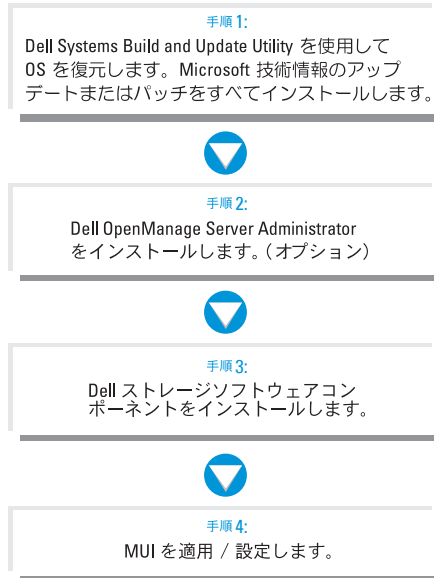 手順 1:
Dell Systems Build and Update Utility を使用して
OS を復元します。Microsoft 技術情報のアップ
デートまたはパッチをすべてインストールします。
手順 2:
Dell OpenManage Server Administrator
をインストールします。（オプション）
手順 3:
Dell ストレージソフトウェアコン
ポーネントをインストールします。
手順 4:
MUI を適用 / 設定します。